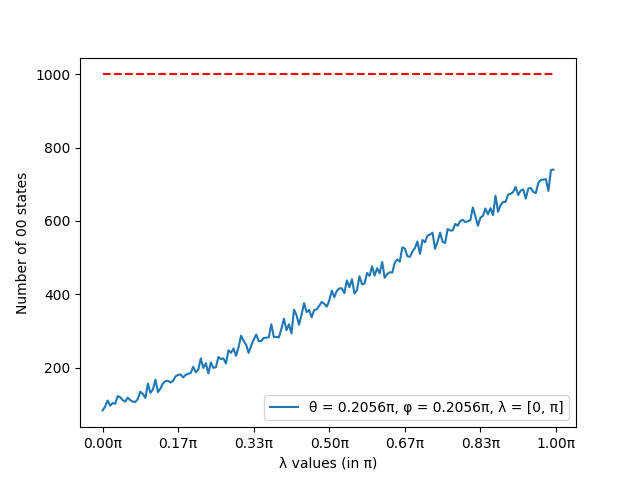 1000
800
600
400
200
Number of 00 states
θ = 0.2056π, φ = 0.2056π, λ = [0, π]
0.00π 0.17π 0.33π 0.50π 0.67π 0.83π 1.00π
λ values (in π)